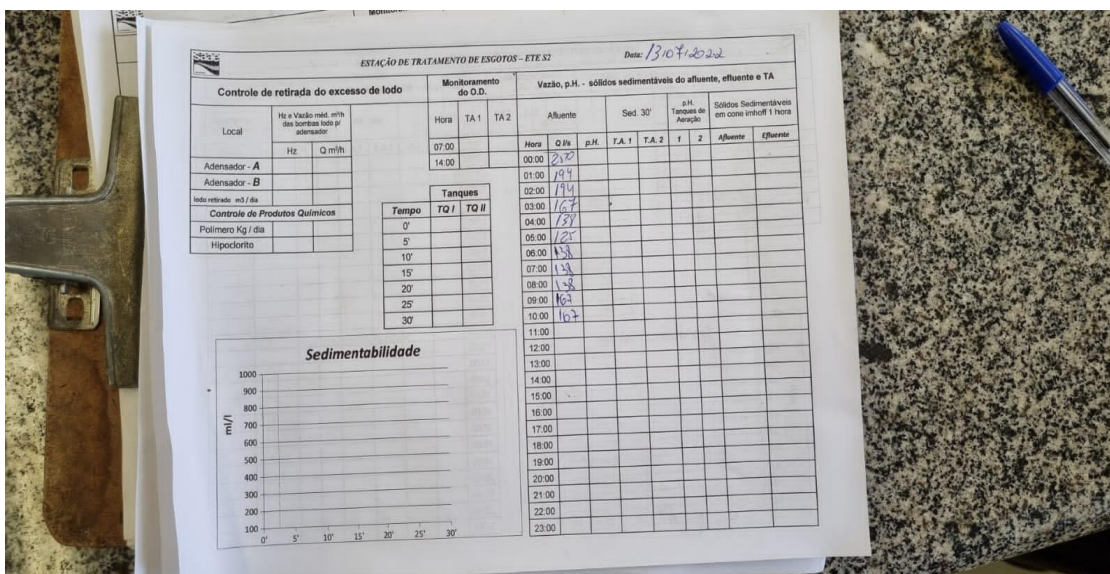 ESTAÇÃO DE TRATAMENTO DE ESGOTOS – ETE S2
Data: 13/07/2022
Controle de retirada do excesso de lodo
Local
Hz e Vazão méd. m³/h das bombas lodo p/ adensador
Hz
Q m³/h
Adensador - A
Adensador - B
lodo retirado m3 / dia
Controle de Produtos Químicos
Polimero Kg / dia
Hipoclorito
Monitoramento do O.D.
Hora TA 1 TA 2
07:00
14:00
Tanques
Tempo TQ I TQ II
0'
5'
10'
15'
20'
25'
30'
Vazão, p.H. - sólidos sedimentáveis do afluente, efluente e TA
Afluente
Sed. 30'
p.H. Tanques de Aeração
Sólidos Sedimentáveis em cone imhoff 1 hora
Hora Q l/s p.H. T.A. 1 T.A. 2 1 2 Afluente Efluente
00:00
01:00 194
02:00 194
03:00 167
04:00 138
05:00 125
06:00 138
07:00 138
08:00 138
09:00 167
10:00 167
11:00
12:00
13:00
14:00
15:00
16:00
17:00
18:00
19:00
20:00
21:00
22:00
23:00
Sedimentabilidade
ml/l
1000
900
800
700
600
500
400
300
200
100
0' 5' 10' 15' 20' 25' 30'